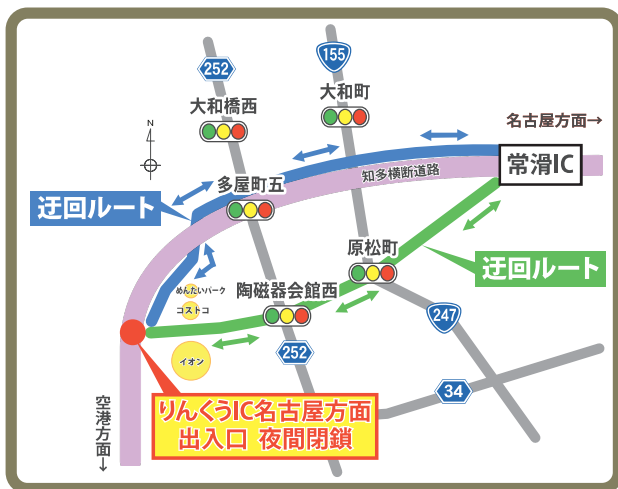 155
252
大和町
大和橋西
名古屋方面→
N
常滑IC
知多横断道路
多屋町五
迂回ルート
原松町
迂回ルート
めんたいパーク
陶磁器会館西
コストコ
247
252
イオン
34
りんくうIC名古屋方面
出入口 夜間閉鎖
空港方面→